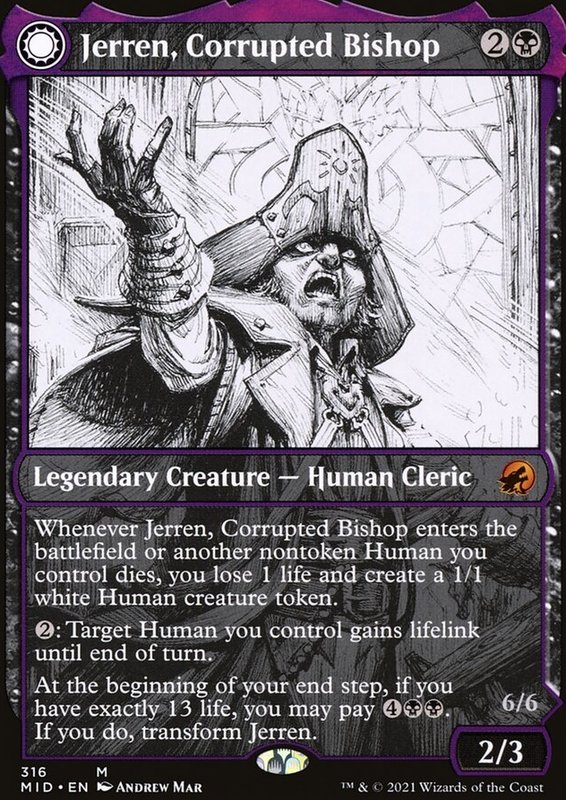 Jerren, Corrupted Bishop 2
Legendary Creature — Human Cleric
Whenever Jerren, Corrupted Bishop enters the
battlefield or another nontoken Human you
control dies, you lose 1 life and create a 1/1
white Human creature token.
2: Target Human you control gains lifelink
until end of turn.
At the beginning of your end step, if you
have exactly 13 life, you may pay 4.
If you do, transform Jerren.
6/6
2/3
316 M
MID • EN Andrew Mar
™ & © 2021 Wizards of the Coast